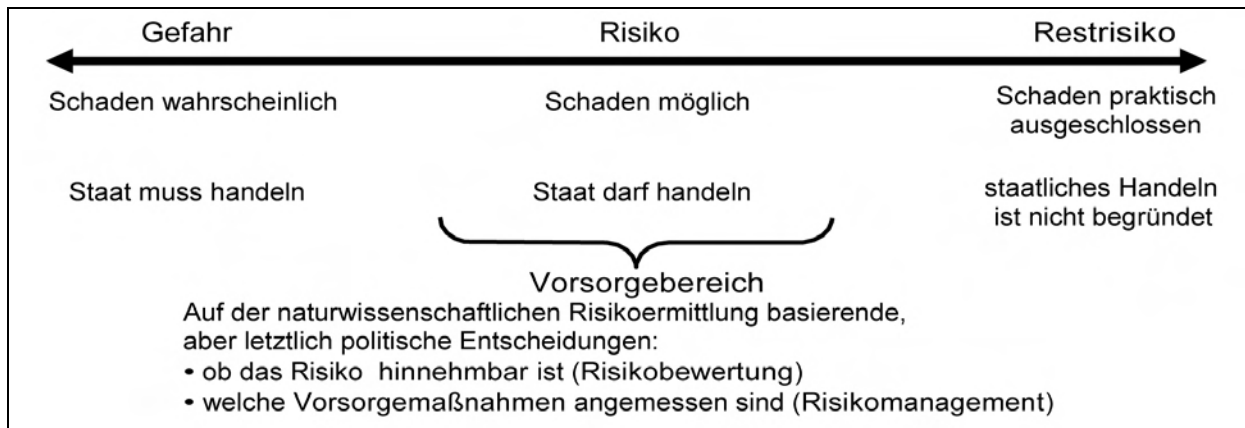 Gefahr Risiko Restrisiko
Schaden wahrscheinlich Schaden möglich Schaden praktisch
ausgeschlossen
Staat muss handeln Staat darf handeln staatliches Handeln
ist nicht begründet
Vorsorgebereich
Auf der naturwissenschaftlichen Risikoermittlung basierende,
aber letztlich politische Entscheidungen:
• ob das Risiko hinnehmbar ist (Risikobewertung)
• welche Vorsorgemaßnahmen angemessen sind (Risikomanagement)